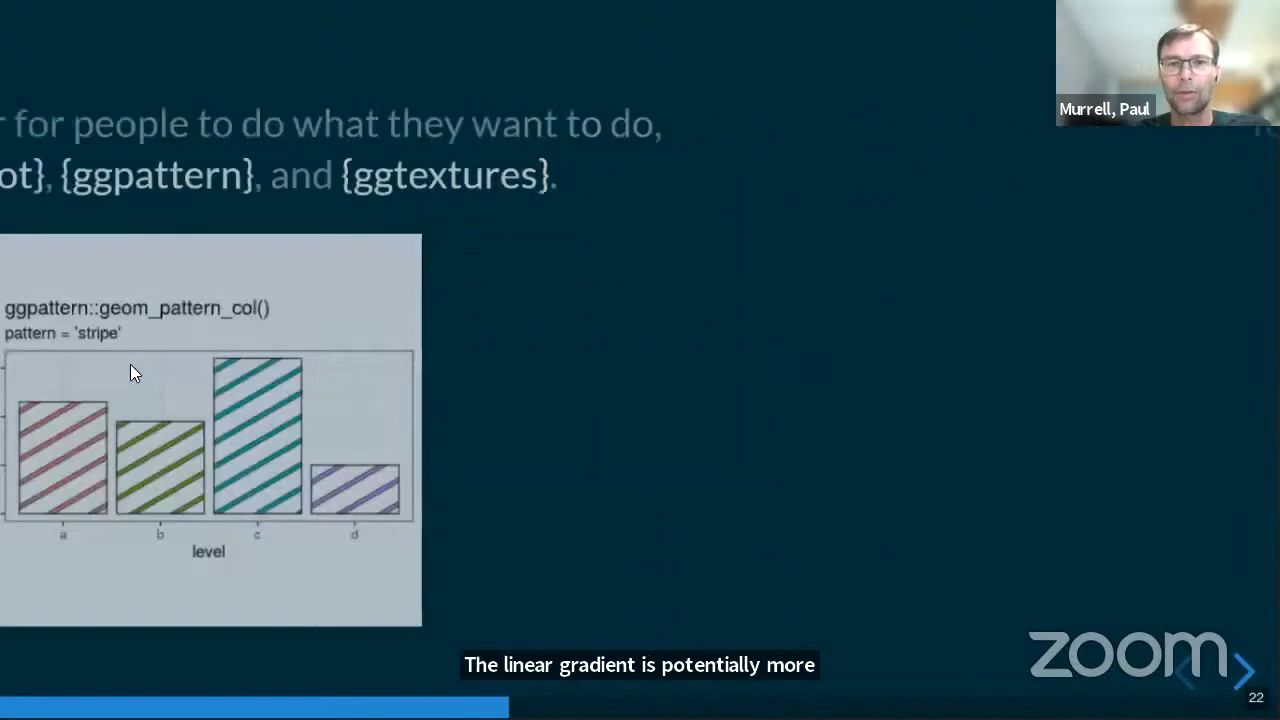 Murrell, Paul
for people to do what they want to do,
ot}, {ggpattern}, and {ggtextures}.
ggpattern::geom_pattern_col()
pattern = 'stripe'
a b c d
level
The linear gradient is potentially more
zoom
22